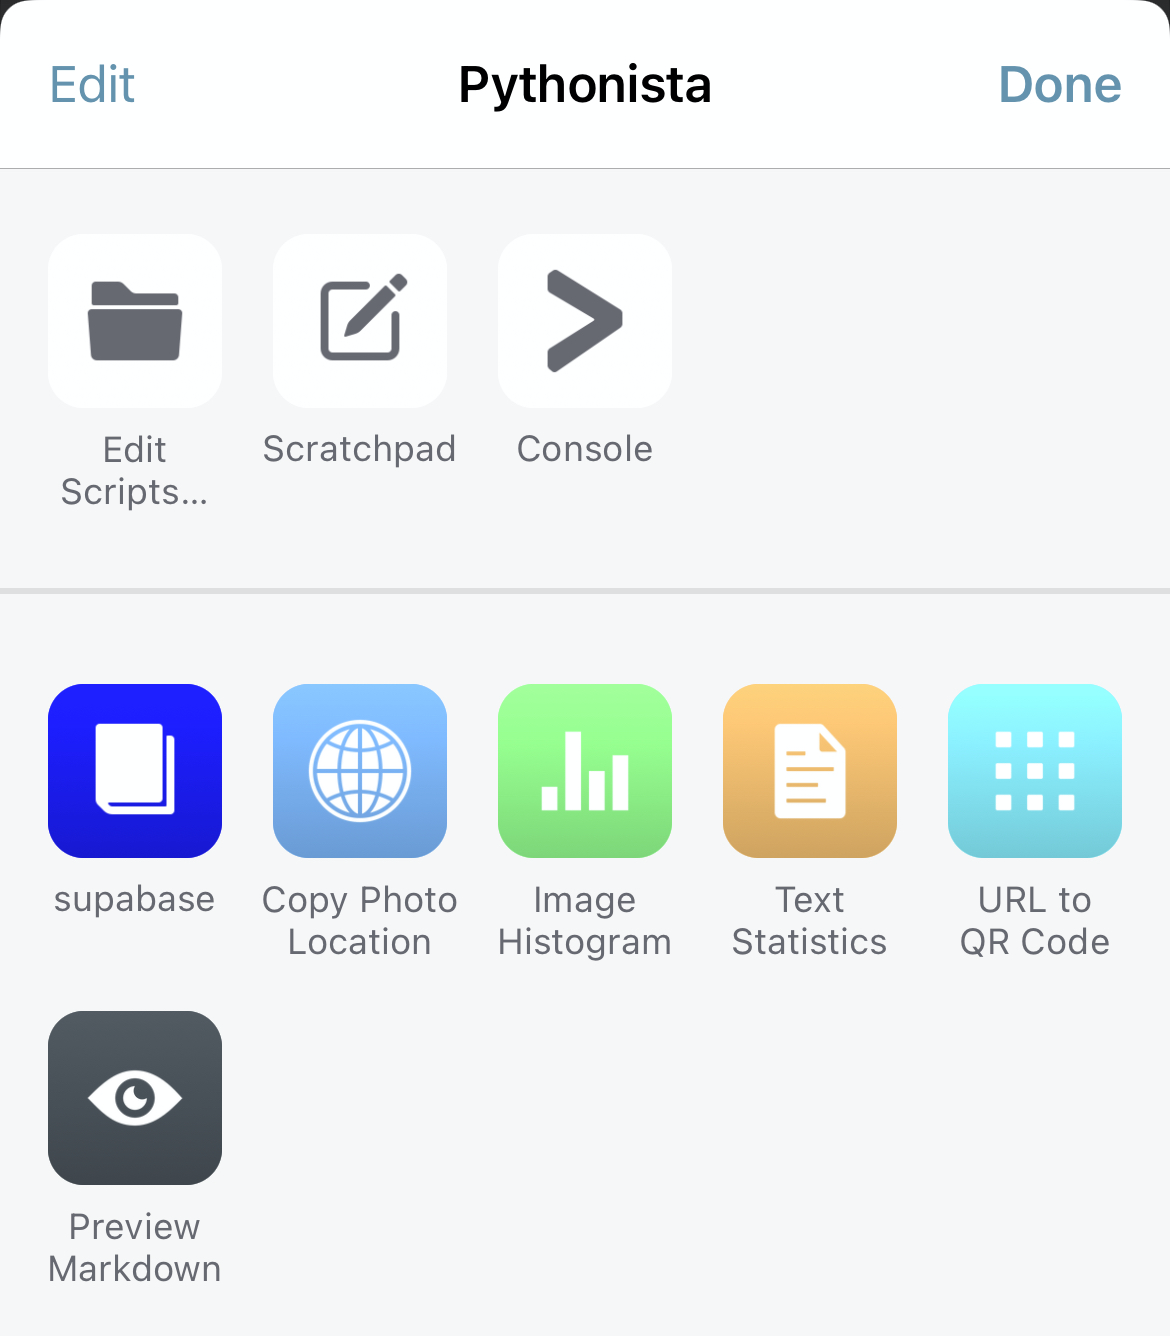 Edit
Pythonista
Done
Edit
Scripts...
Scratchpad
Console
supabase
Copy Photo
Location
Image
Histogram
Text
Statistics
URL to
QR Code
Preview
Markdown